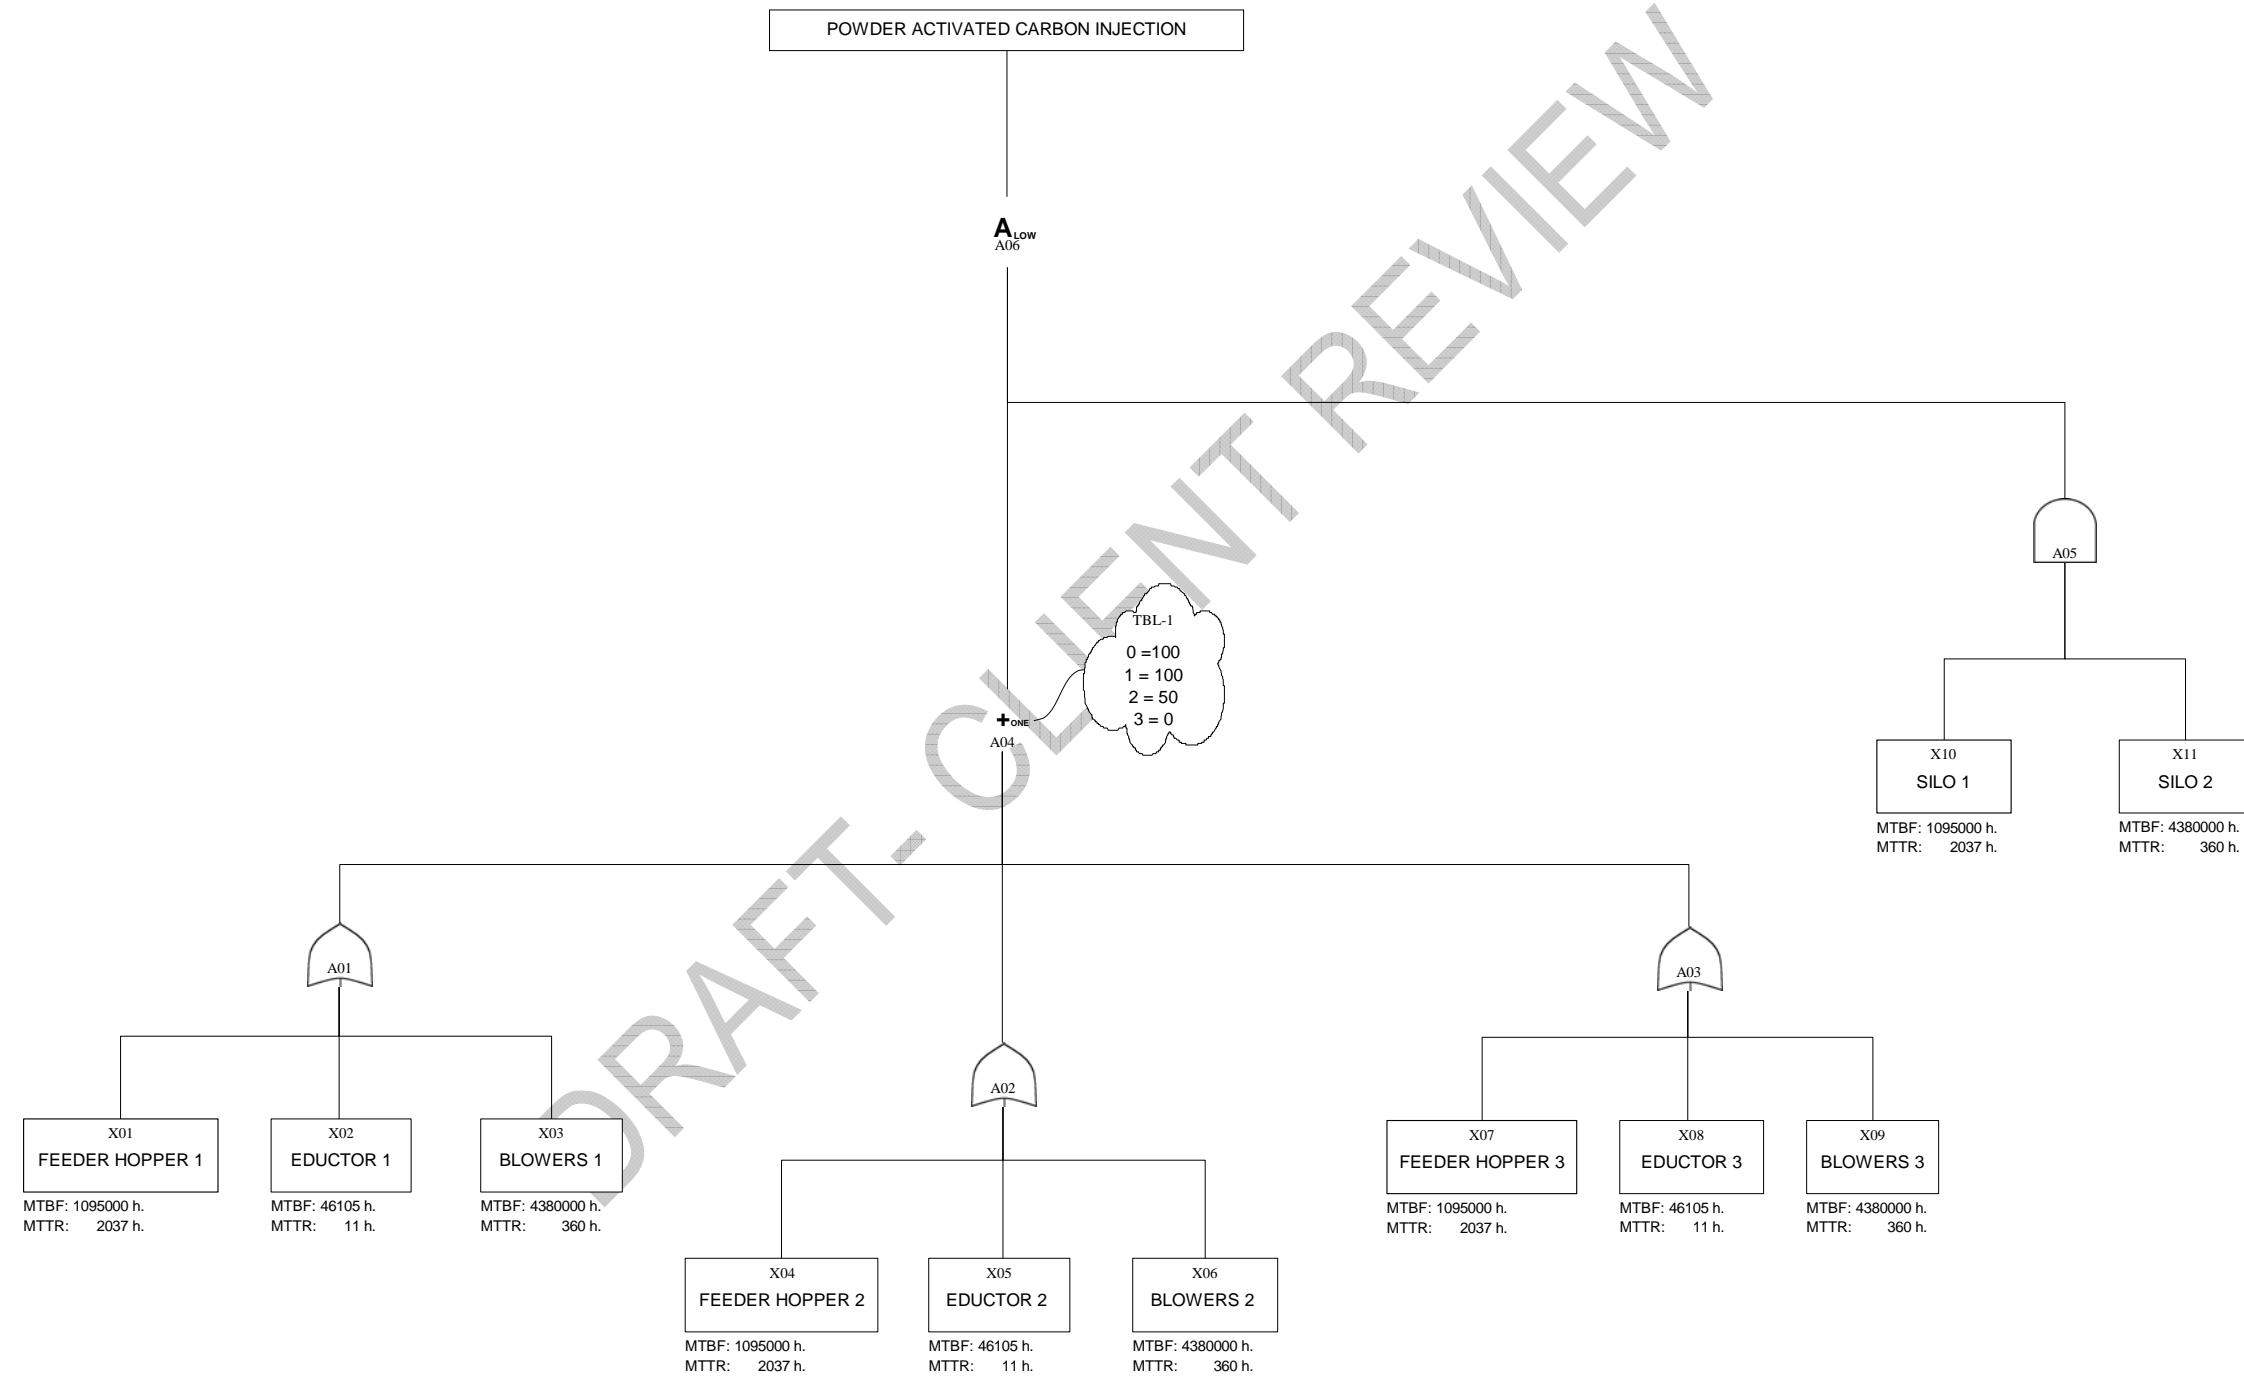 POWDER ACTIVATED CARBON INJECTION
A LOW
A06
A05
TBL-1
0 =100
1 = 100
2 = 50
3 = 0
+ ONE
A04
X10
SILO 1
MTBF: 1095000 h.
MTTR: 2037 h.
X11
SILO 2
MTBF: 4380000 h.
MTTR: 360 h.
A01
A03
A02
X01
FEEDER HOPPER 1
MTBF: 1095000 h.
MTTR: 2037 h.
X02
EDUCTOR 1
MTBF: 46105 h.
MTTR: 11 h.
X03
BLOWERS 1
MTBF: 4380000 h.
MTTR: 360 h.
X07
FEEDER HOPPER 3
MTBF: 1095000 h.
MTTR: 2037 h.
X08
EDUCTOR 3
MTBF: 46105 h.
MTTR: 11 h.
X09
BLOWERS 3
MTBF: 4380000 h.
MTTR: 360 h.
X04
FEEDER HOPPER 2
MTBF: 1095000 h.
MTTR: 2037 h.
X05
EDUCTOR 2
MTBF: 46105 h.
MTTR: 11 h.
X06
BLOWERS 2
MTBF: 4380000 h.
MTTR: 360 h.
DRAFT- CLIENT REVIEW